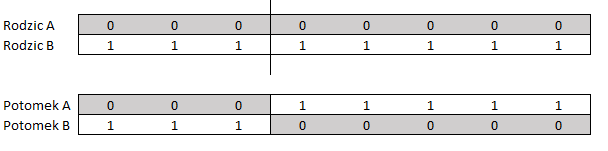 Rodzic A 0 0 0 0 0 0 0 0
Rodzic B 1 1 1 1 1 1 1 1
Potomek A 0 0 0 1 1 1 1 1
Potomek B 1 1 1 0 0 0 0 0